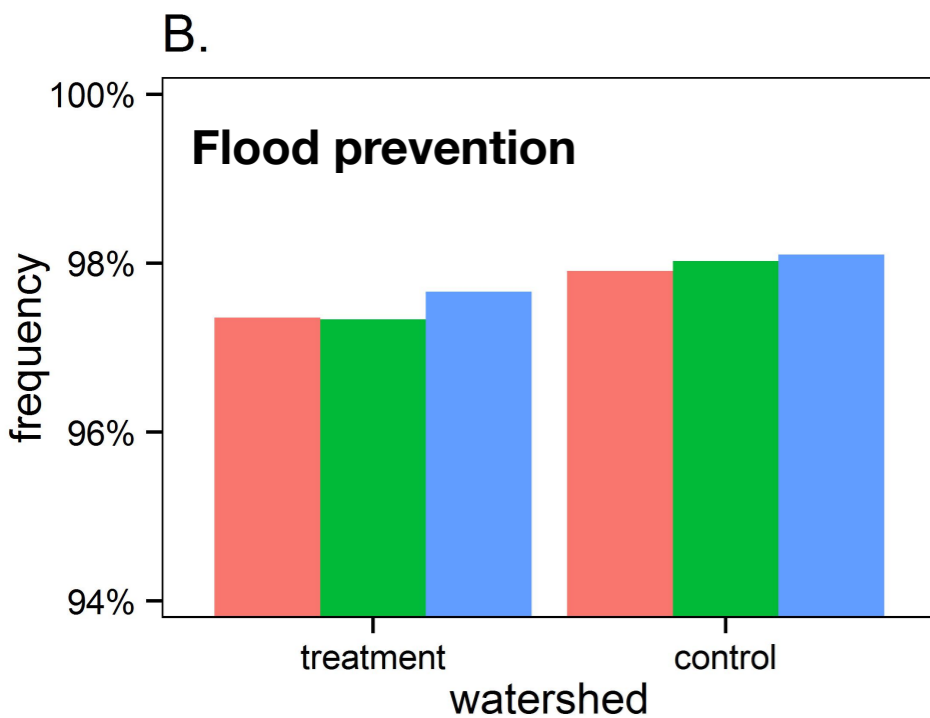 B.
Flood prevention
100%
98%
96%
94%
frequency
treatment control
watershed